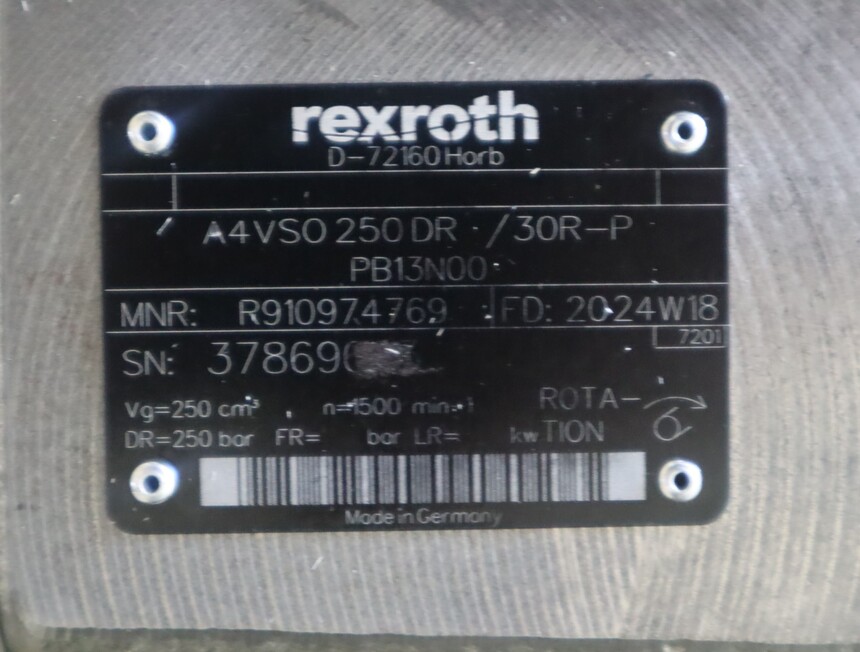 rexroth
D-72160 Horb
A4VSO 250 DR /30R-P
PB13N00
MNR: R910974769 FD: 2024W18
7201
SN:
Vg=250 cm³ n=1500 min-1
ROTA-
DR=250 bar FR= bar LR= kw TION
Made in Germany